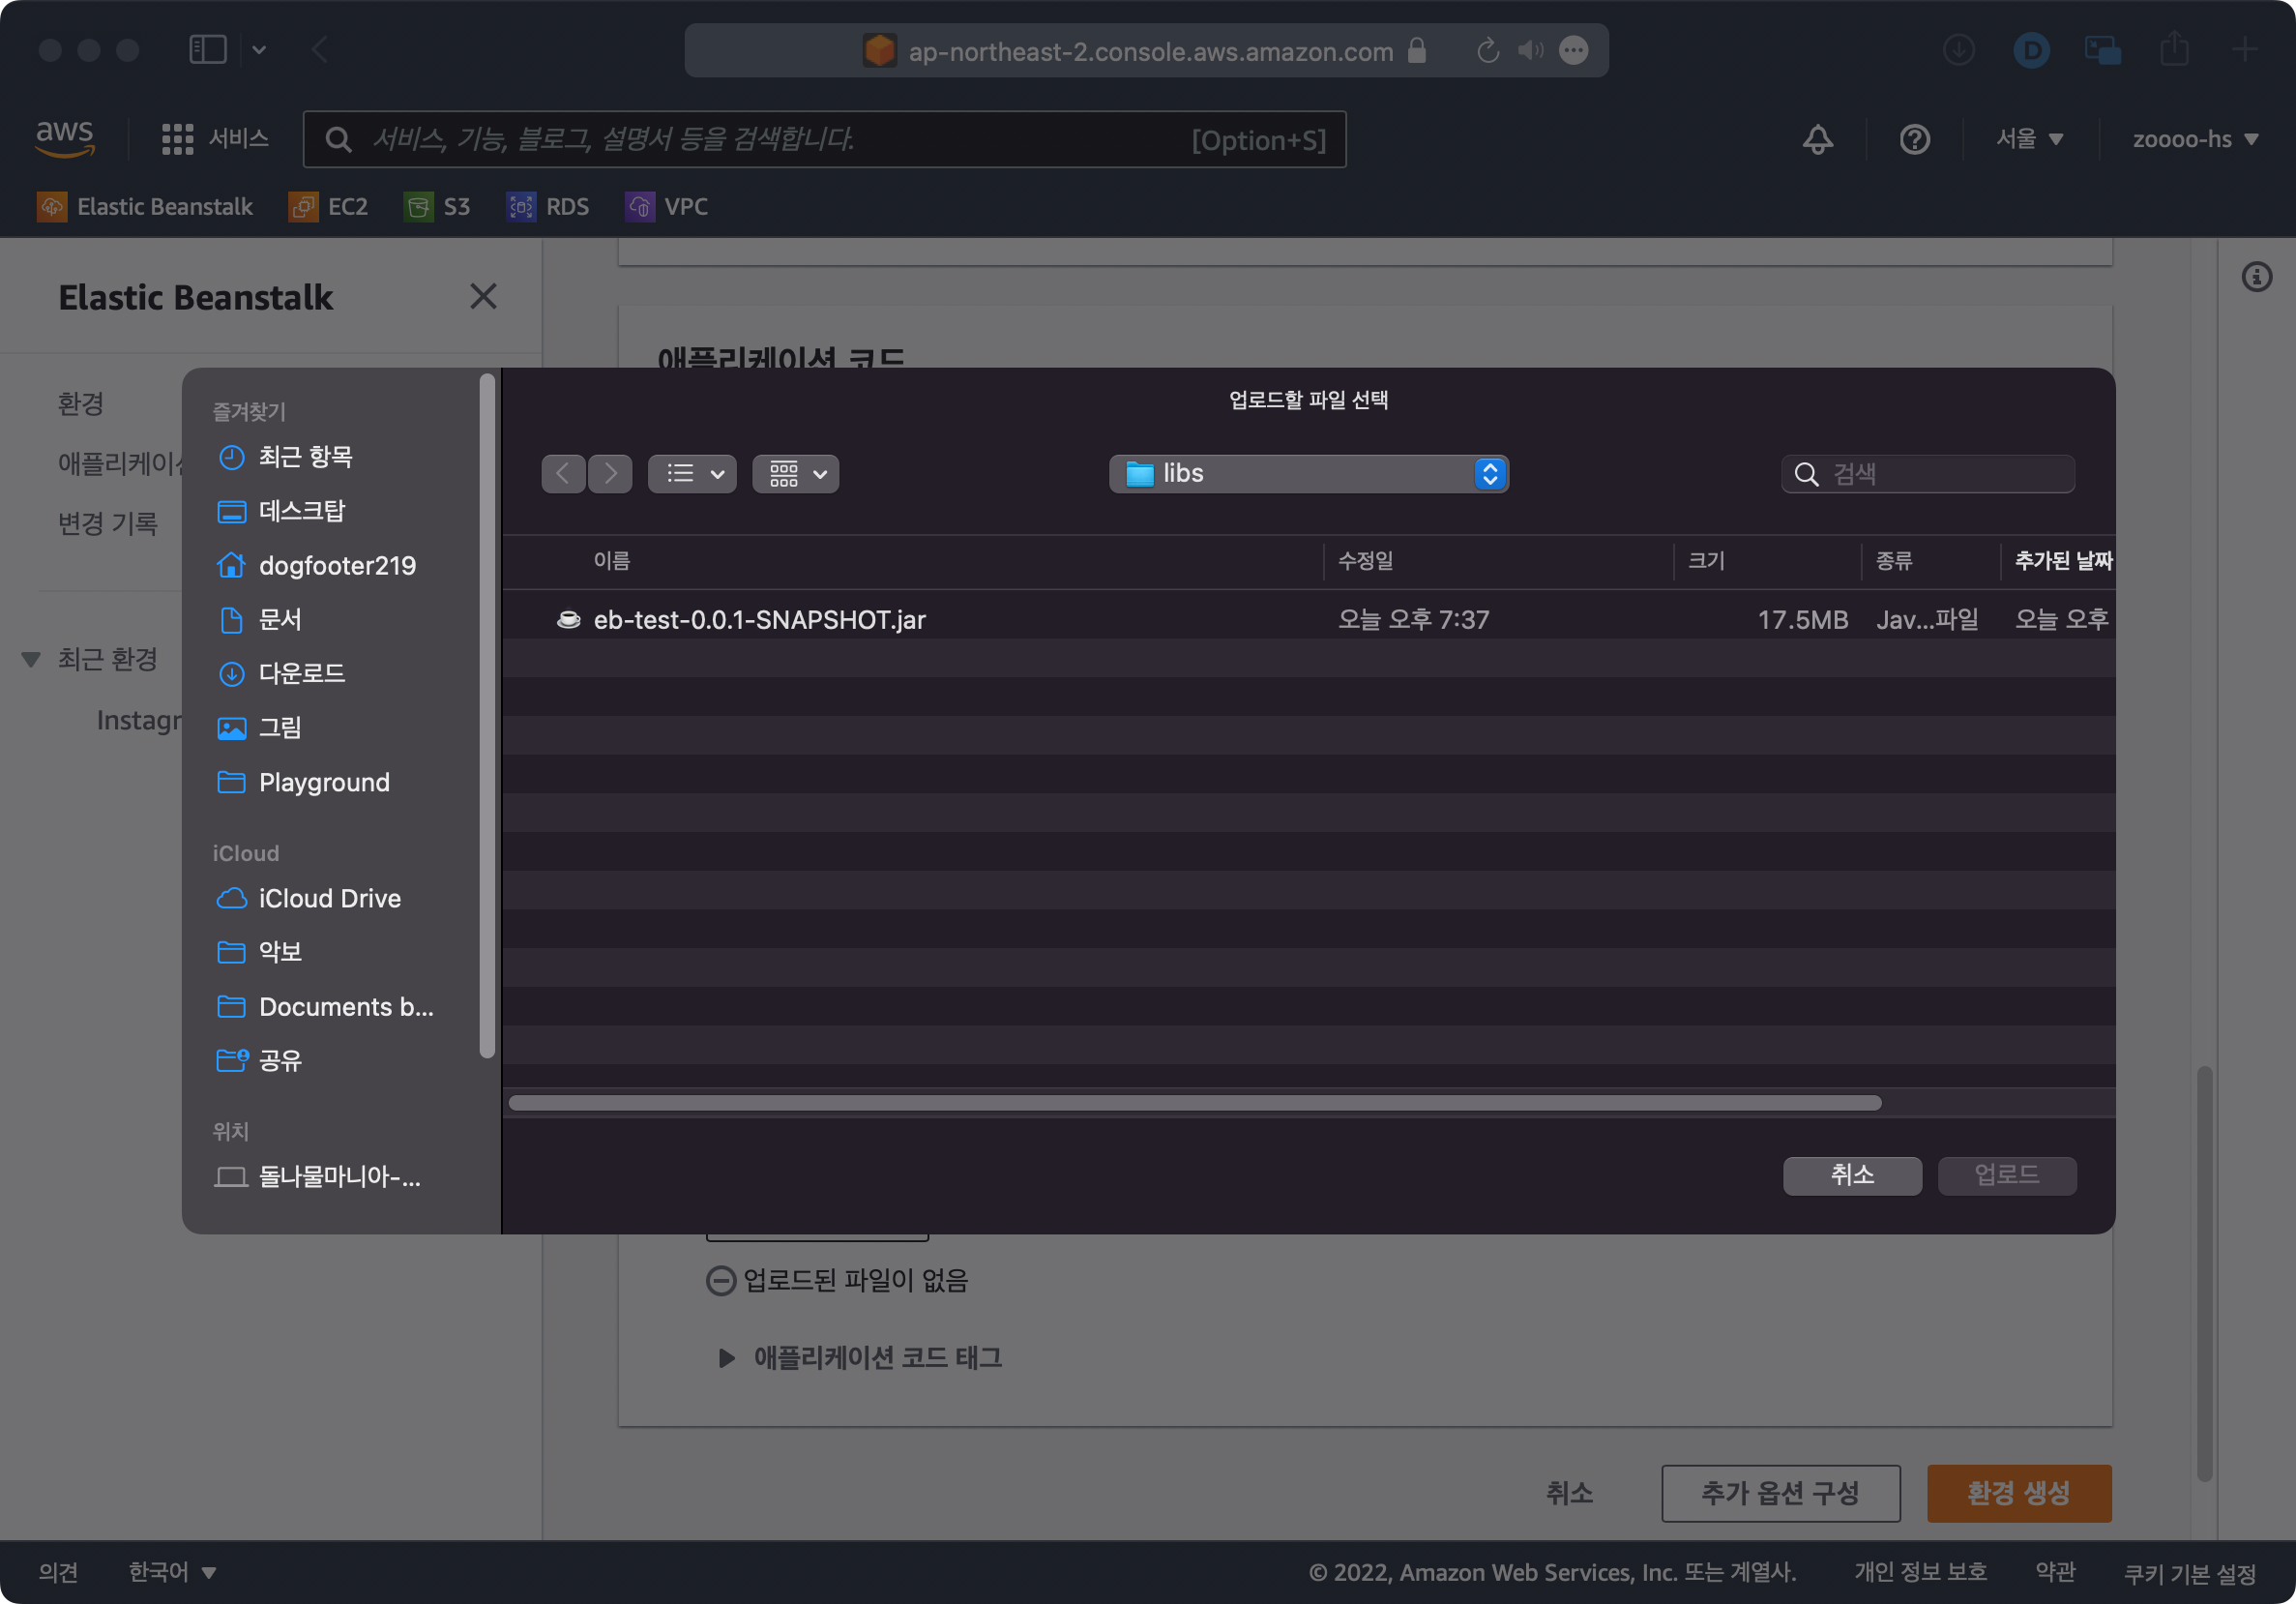 ap-northeast-2.console.aws.amazon.com
D
aws
서비스
서비스, 기능, 블로그, 설명서 등을 검색합니다.
[Option+S]
서울
zoooo-hs
Elastic Beanstalk
EC2
S3
RDS
VPC
Elastic Beanstalk
환경
변경 기록
최근 환경
애플리케이션 코드
즐겨찾기
최근 항목
데스크탑
dogfooter219
문서
다운로드
그림
Playground
iCloud
iCloud Drive
악보
Documents b...
공유
위치
돌나물마니아-...
업로드할 파일 선택
libs
검색
이름
수정일
크기
종류
추가된 날짜
eb-test-0.0.1-SNAPSHOT.jar
오늘 오후 7:37
17.5MB
Jav...파일
오늘 오후
취소
업로드
업로드된 파일이 없음
애플리케이션 코드 태그
취소
추가 옵션 구성
환경 생성
의견
한국어
© 2022, Amazon Web Services, Inc. 또는 계열사.
개인 정보 보호
약관
쿠키 기본 설정